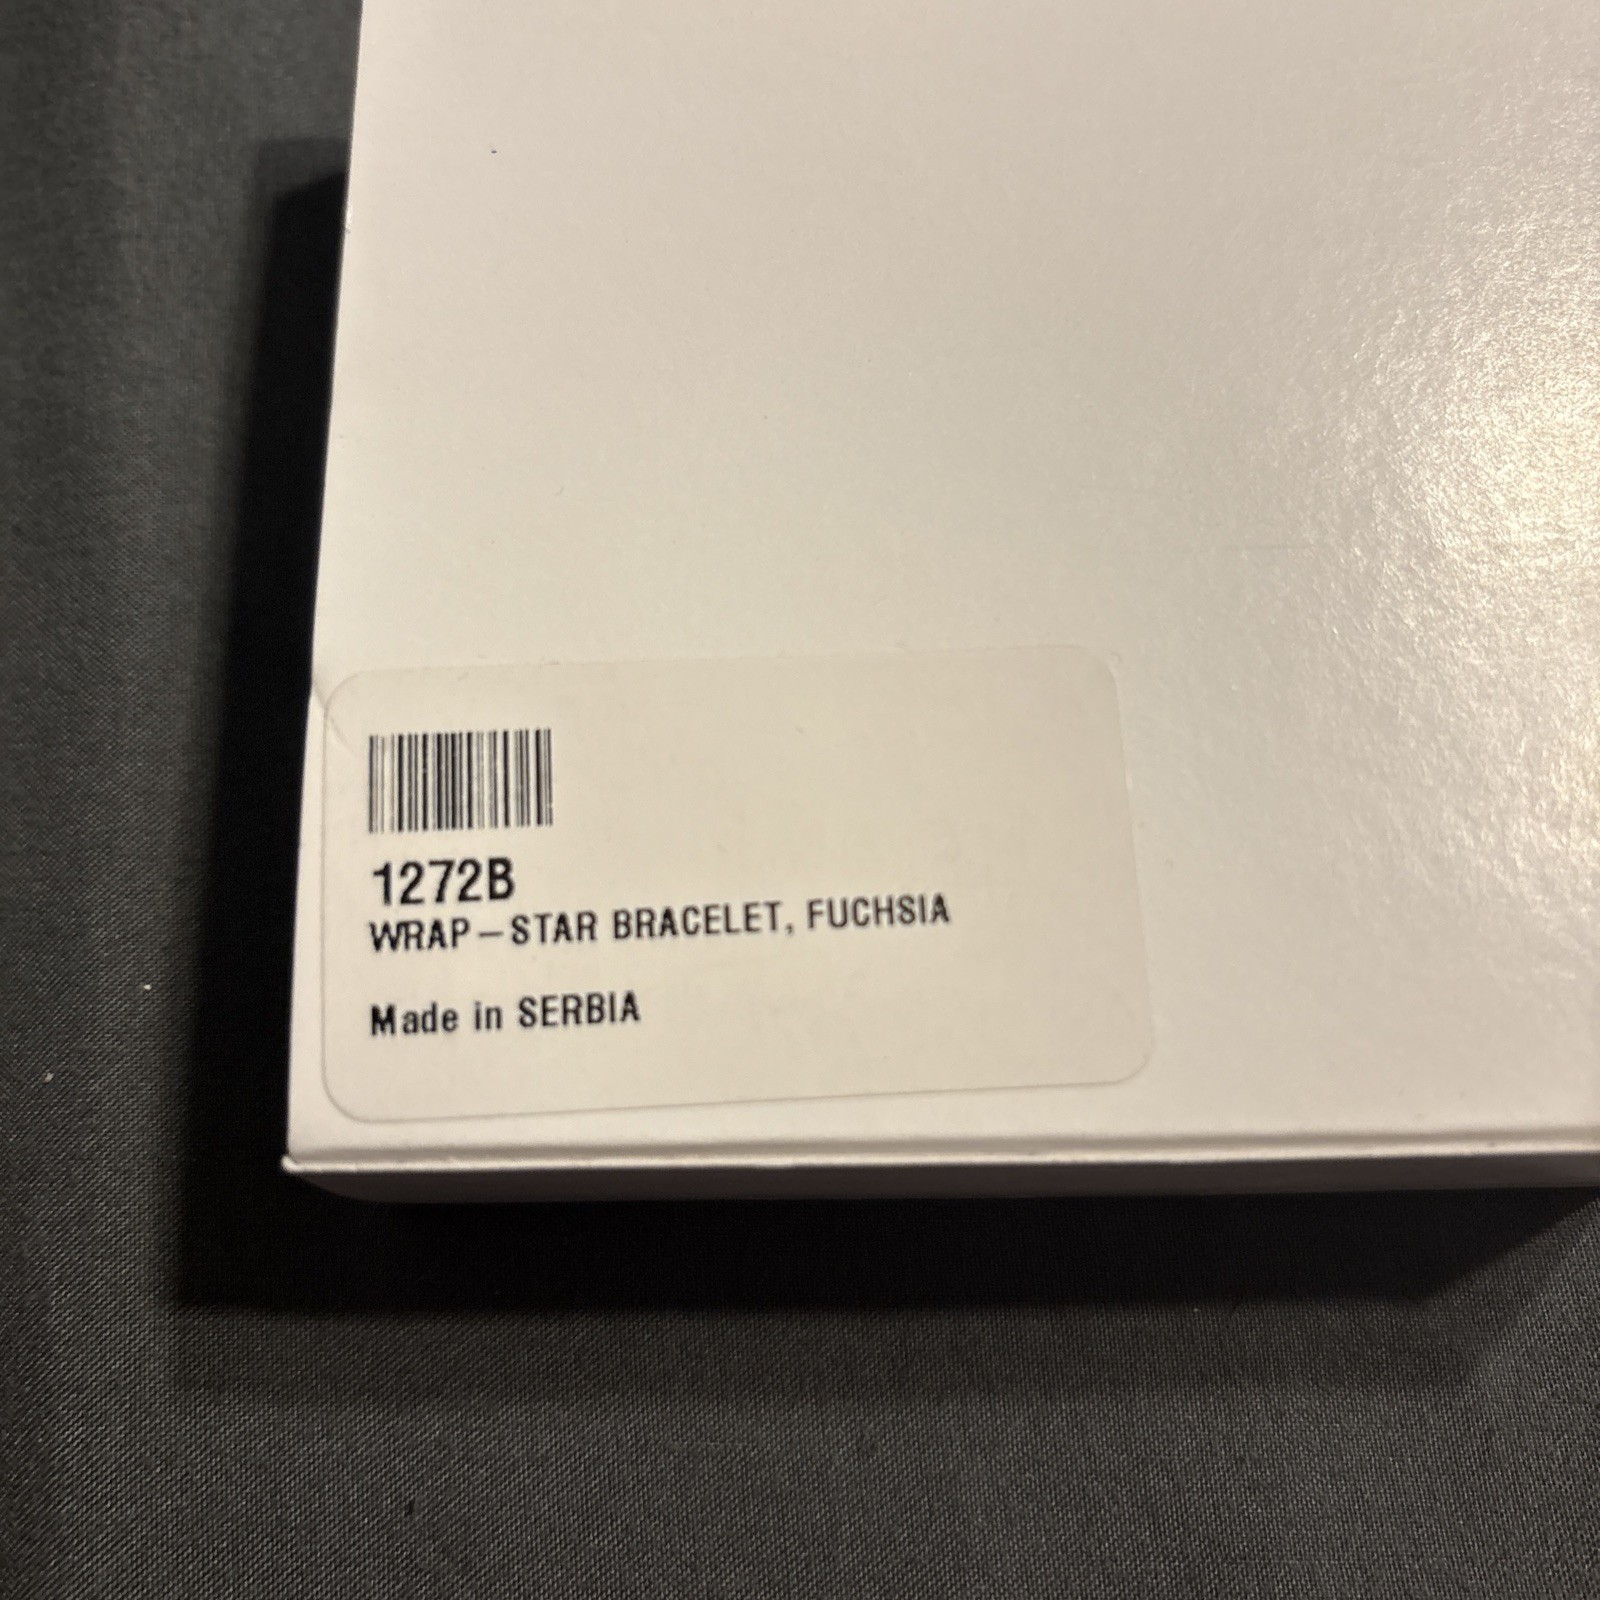 1272B
WRAP–STAR BRACELET, FUCHSIA
Made in SERBIA